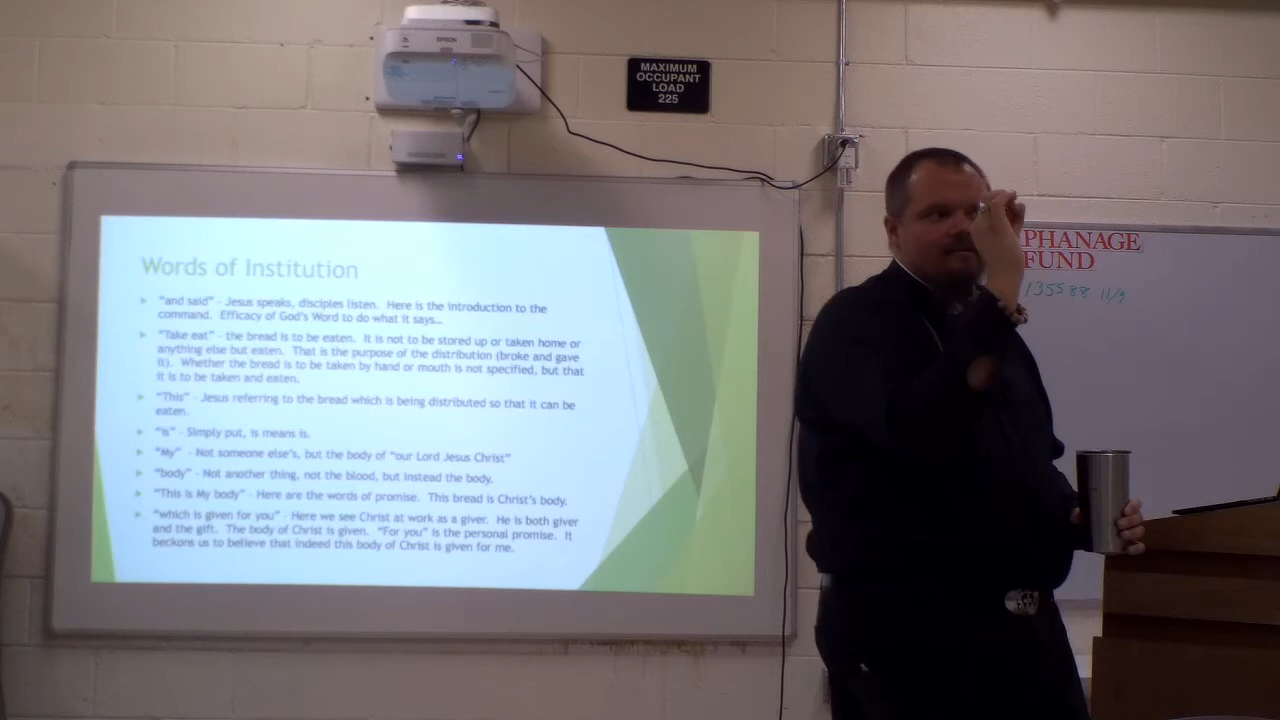 EPSON
MAXIMUM
OCCUPANT
LOAD
225
Words of Institution
"and said" - Jesus speaks, disciples listen. Here is the introduction to the
command. Efficacy of God's Word to do what it says...
"Take eat" - the bread is to be eaten. It is not to be stored up or taken home or
anything else but eaten. That is the purpose of the distribution (broke and gave
it). Whether the bread is to be taken by hand or mouth is not specified, but that
it is to be taken and eaten.
"This" - Jesus referring to the bread which is being distributed so that it can be
eaten.
"is" - Simply put, is means is.
"My" - Not someone else's, but the body of "our Lord Jesus Christ"
"body" - Not another thing, not the blood, but instead the body.
"This is My body" - Here are the words of promise. This bread is Christ's body.
"which is given for you" - Here we see Christ at work as a giver. He is both giver
and the gift. The body of Christ is given. "For you" is the personal promise. It
beckons us to believe that indeed this body of Christ is given for me.
PHANAGE
FUND
135588 11/9